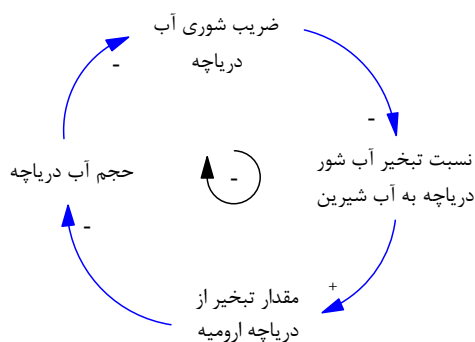 ضریب شوری آب
دریاچه
-
-
نسبت تبخیر آب شور
دریاچه به آب شیرین
حجم آب دریاچه
-
-
+
مقدار تبخیر از
دریاچه ارومیه